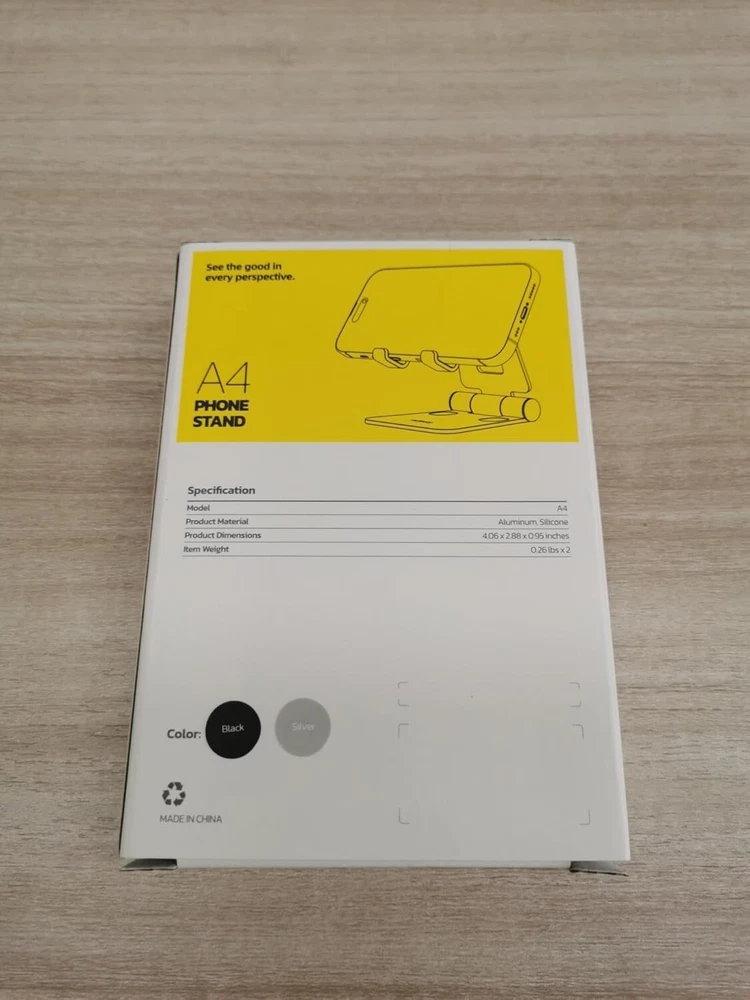 See the good in
every perspective.
A4
PHONE
STAND
Specification
Model A4
Product Material Aluminum, Silicone
Product Dimensions 4.06 x 2.88 x 0.95 inches
Item Weight 0.26 lbs x 2
Color: Black Silver
MADE IN CHINA